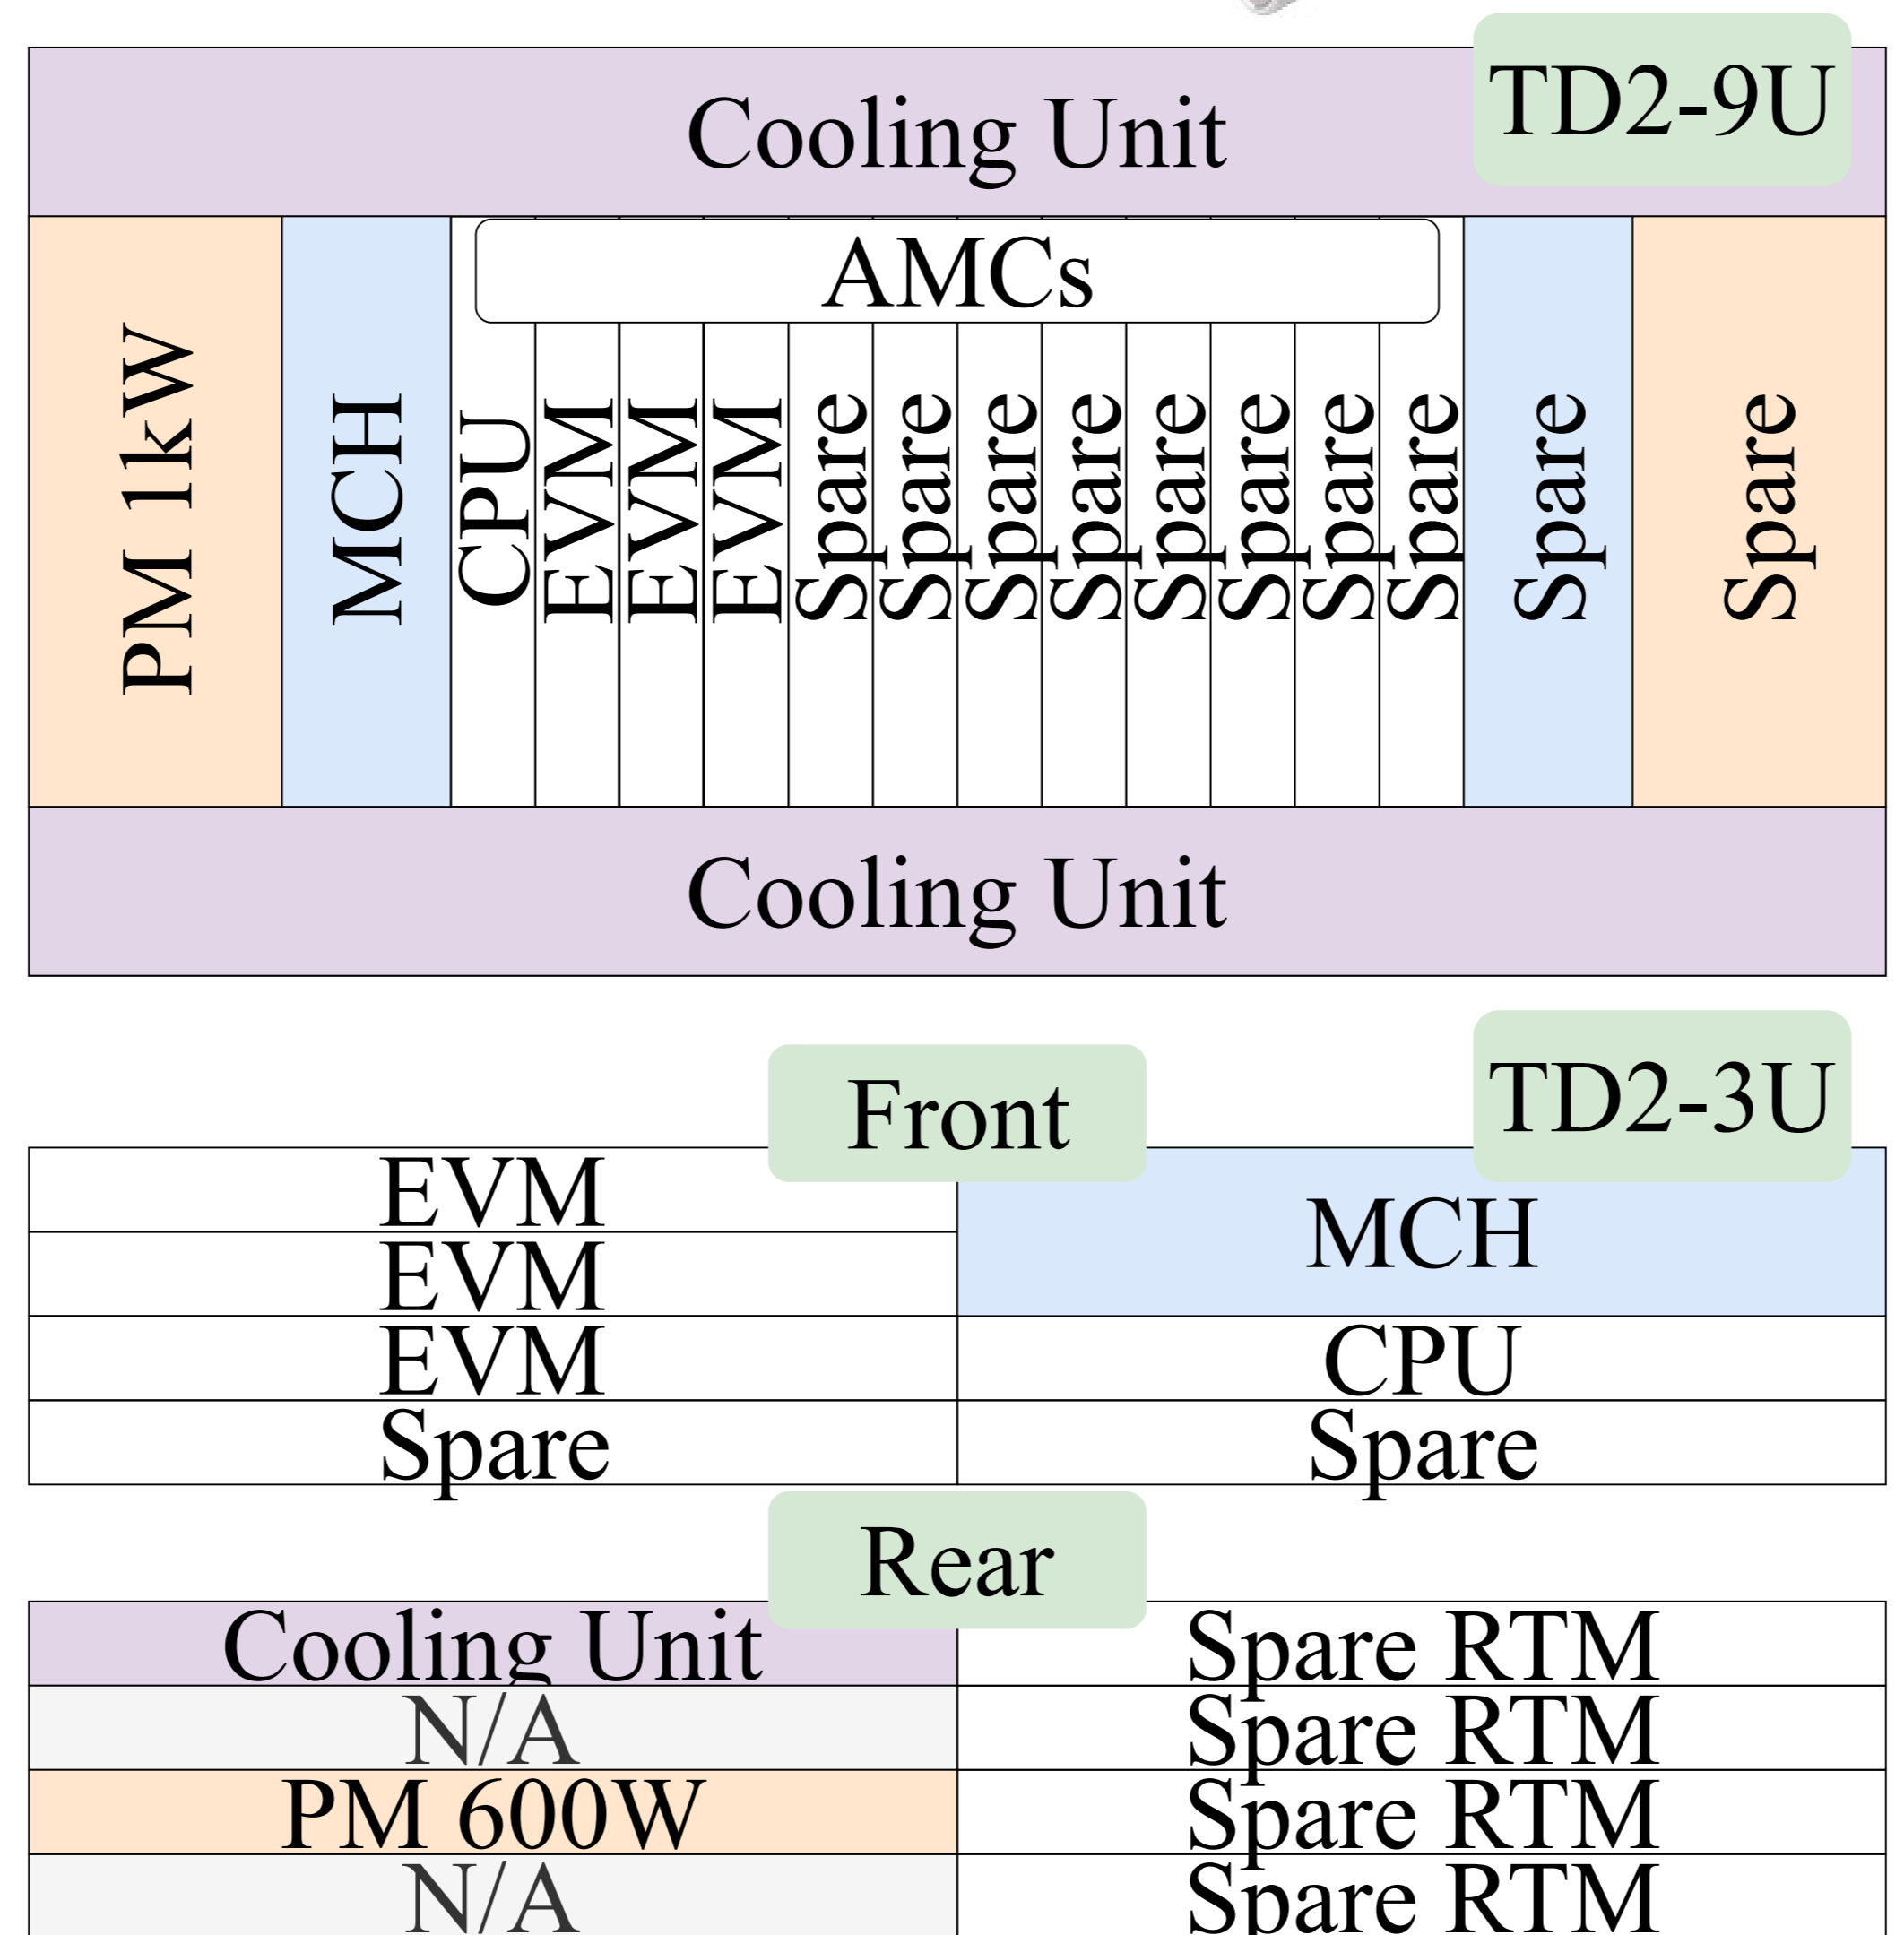 TD2-9U
Cooling Unit
AMCs
PM 1kW
MCH
CPU
EVM
EVM
EVM
Spare
Spare
Spare
Spare
Spare
Spare
Spare
Spare
Spare
Spare
Cooling Unit
TD2-3U
Front
EVM
MCH
EVM
EVM
CPU
Spare
Spare
Rear
Cooling Unit
Spare RTM
N/A
Spare RTM
PM 600W
Spare RTM
N/A
Spare RTM